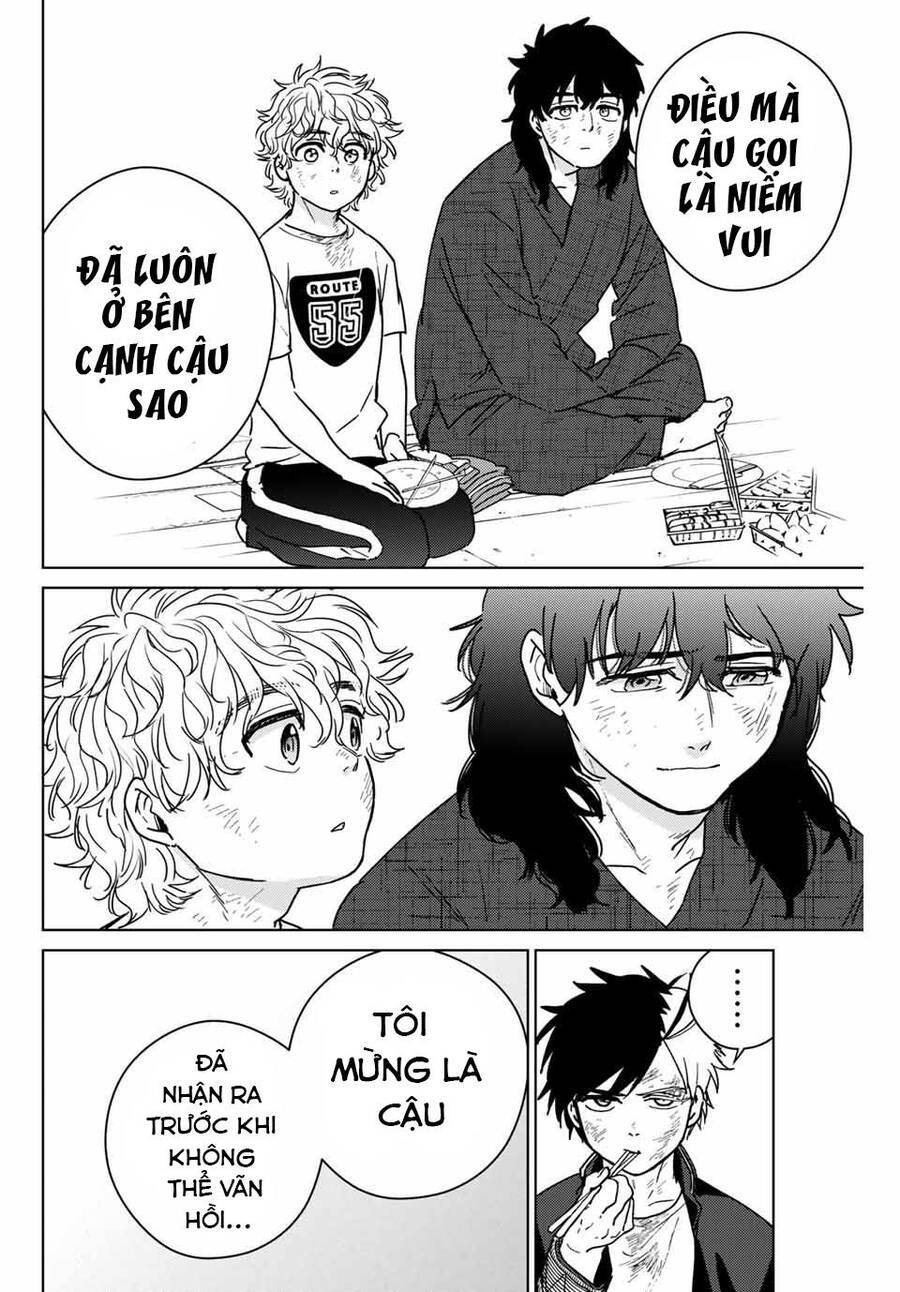 ĐIỀU MÀ
CẬU GỌI
LÀ NIỀM
VUI
ĐÃ LUÔN
Ở BÊN
CẠNH CẬU
SAO
ROUTE
55
......
TÔI
MỪNG LÀ
CẬU
ĐÃ
NHẬN RA
TRƯỚC KHI
KHÔNG
THỂ VÃN
HỒI...